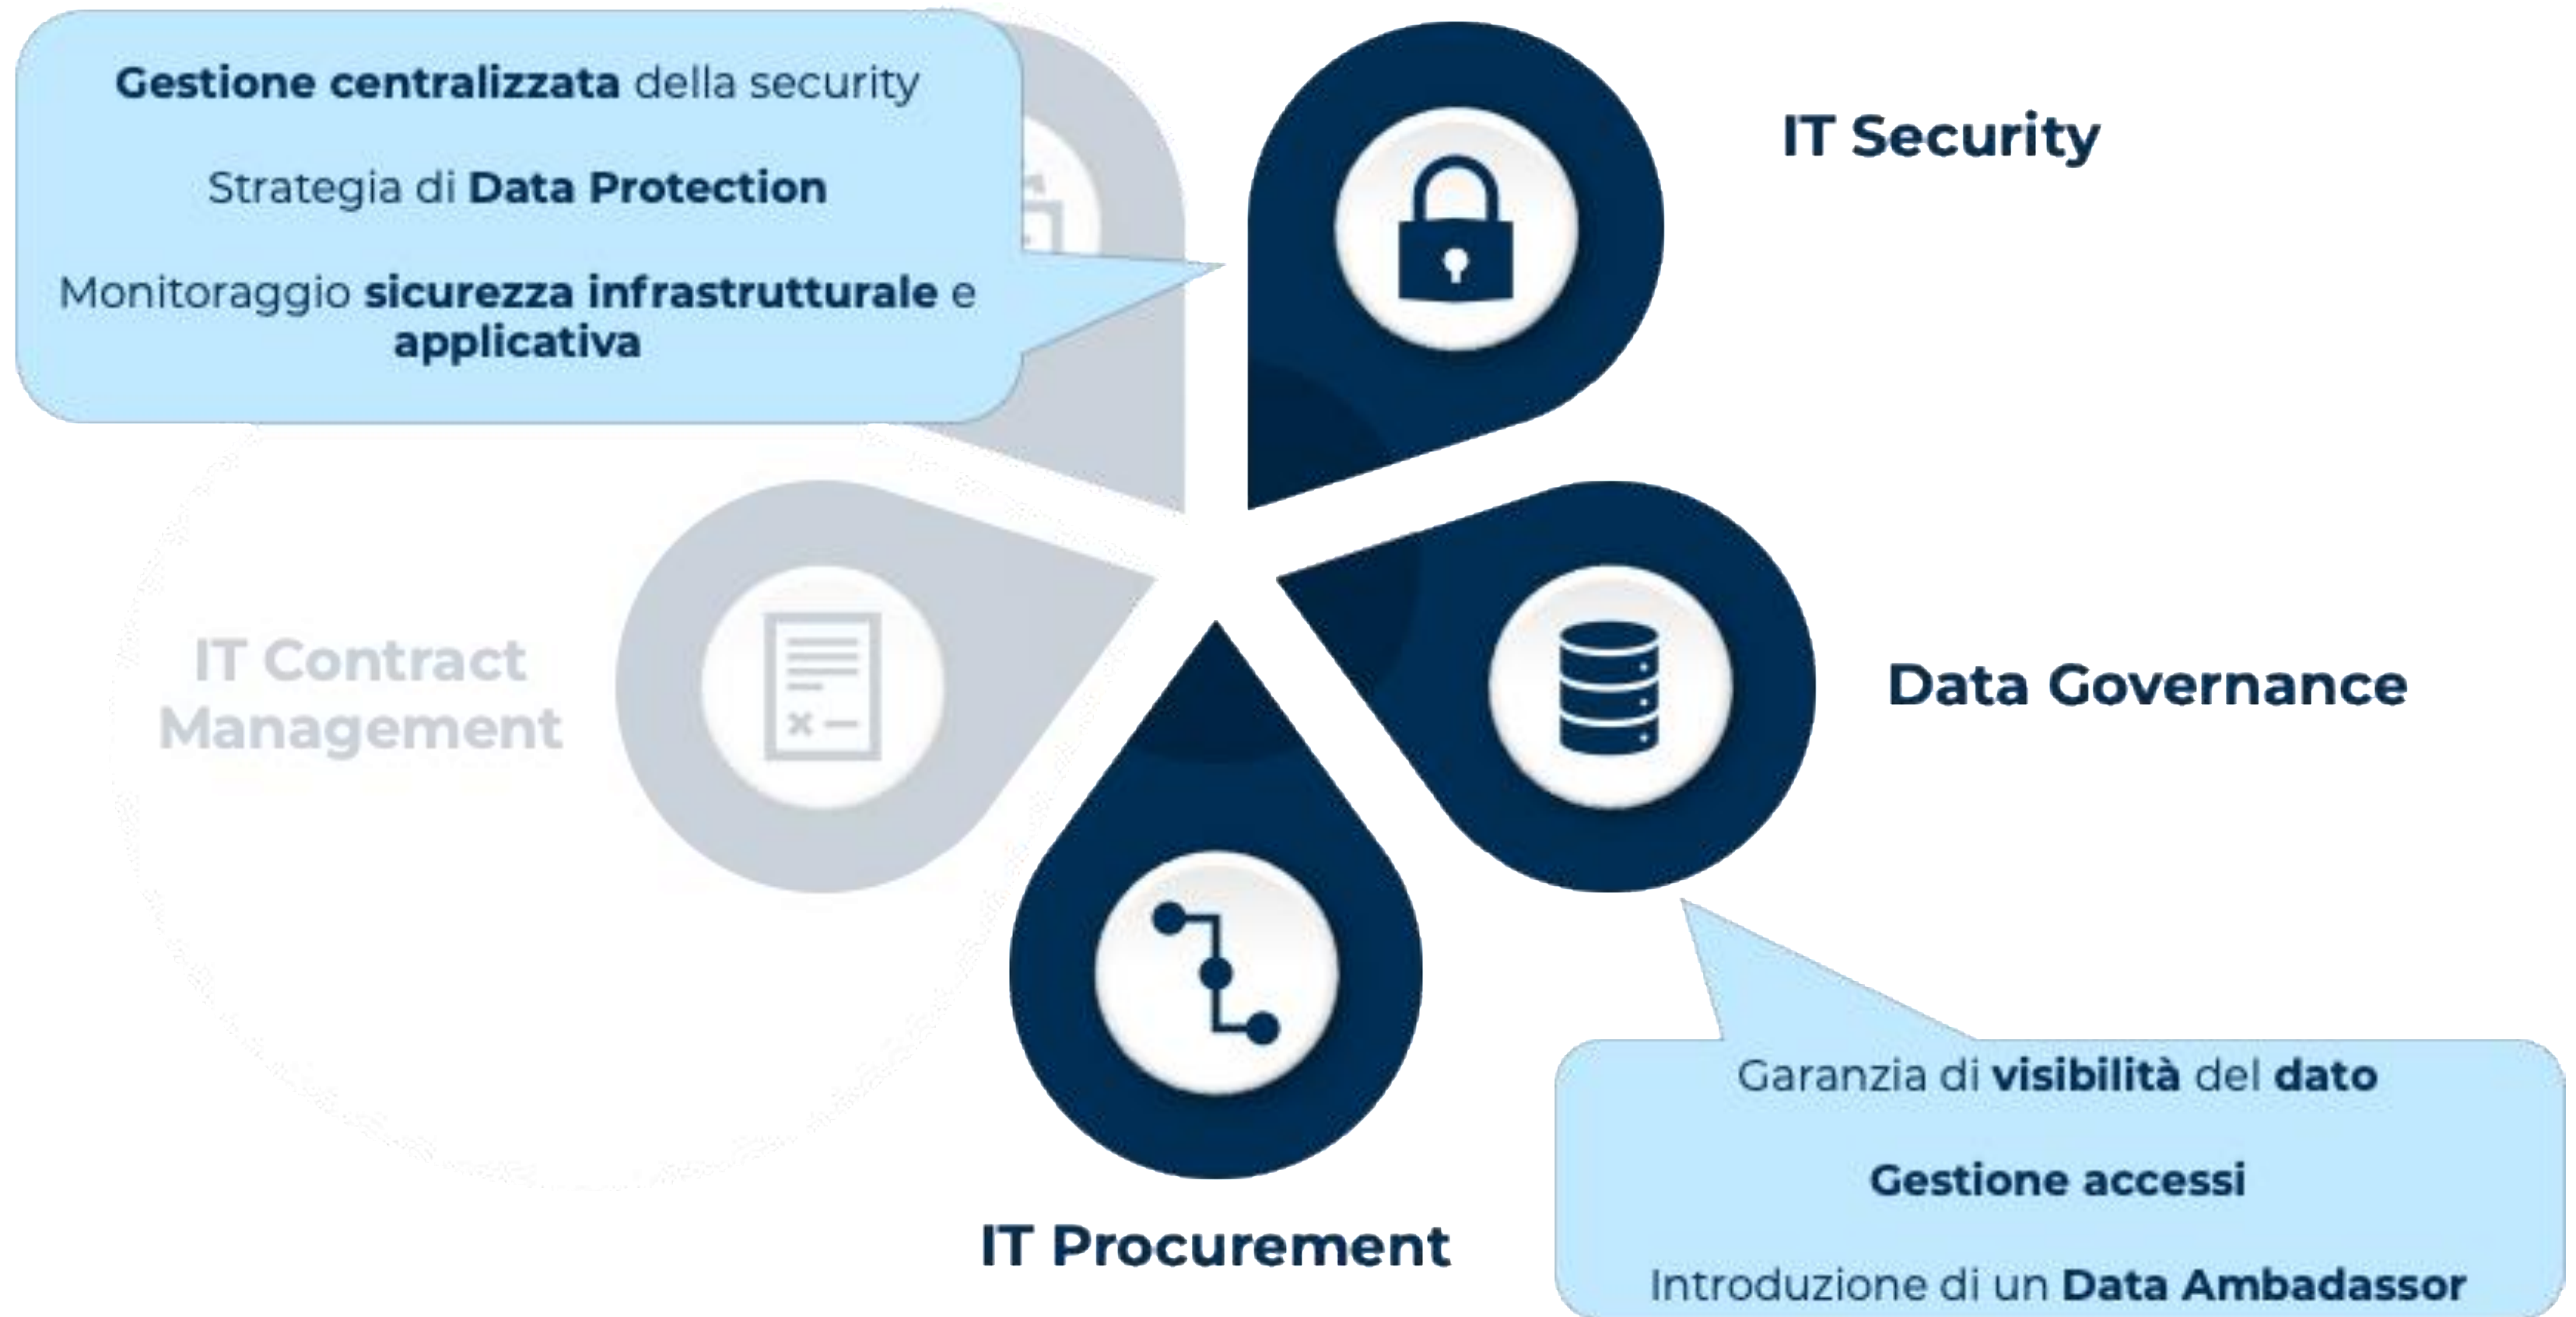 Gestione centralizzata della security
Strategia di Data Protection
Monitoraggio sicurezza infrastrutturale e
applicativa
IT Security
IT Contract
Management
Data Governance
IT Procurement
Garanzia di visibilità del dato
Gestione accessi
Introduzione di un Data Ambadassor